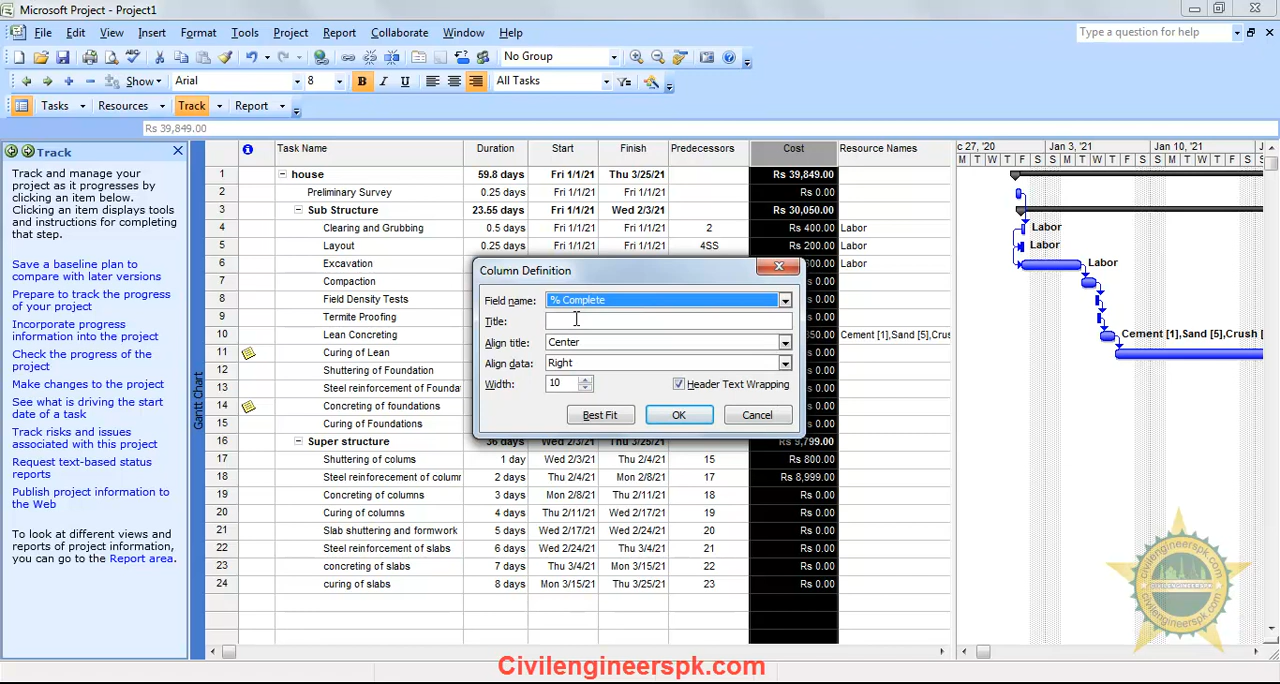 Microsoft Project - Project1
File Edit View Insert Format Tools Project Report Collaborate Window Help
Type a question for help
No Group
Show Arial 8 B I U All Tasks
Tasks Resources Track Report
Rs 39,849.00
Track
Track and manage your
project as it progresses by
clicking an item below.
Clicking an item displays tools
and instructions for completing
that step.
Save a baseline plan to
compare with later versions
Prepare to track the progress
of your project
Incorporate progress
information into the project
Check the progress of the
project
Make changes to the project
See what is driving the start
date of a task
Track risks and issues
associated with this project
Request text-based status
reports
Publish project information to
the Web
To look at different views and
reports of project information,
you can go to the Report area.
Gantt Chart
Task Name Duration Start Finish Predecessors Cost Resource Names
1 house 59.8 days Fri 1/1/21 Thu 3/25/21 Rs 39,849.00
2 Preliminary Survey 0.25 days Fri 1/1/21 Fri 1/1/21 Rs 0.00
3 Sub Structure 23.55 days Fri 1/1/21 Wed 2/3/21 Rs 30,050.00
4 Clearing and Grubbing 0.5 days Fri 1/1/21 Fri 1/1/21 2 Rs 400.00 Labor
5 Layout 0.25 days Fri 1/1/21 Fri 1/1/21 4SS Rs 200.00 Labor
6 Excavation Labor
7 Compaction
8 Field Density Tests
9 Termite Proofing
10 Lean Concreting Cement [1],Sand [5],Crus
11 Curing of Lean
12 Shuttering of Foundation
13 Steel reinforcement of Founda
14 Concreting of foundations
15 Curing of Foundations
16 Super structure 36 days Wed 2/3/21 Thu 3/25/21 Rs 9,799.00
17 Shuttering of colums 1 day Wed 2/3/21 Thu 2/4/21 15 Rs 800.00
18 Steel reinforecement of columr 2 days Thu 2/4/21 Mon 2/8/21 17 Rs 8,999.00
19 Concreting of columns 3 days Mon 2/8/21 Thu 2/11/21 18 Rs 0.00
20 Curing of columns 4 days Thu 2/11/21 Wed 2/17/21 19 Rs 0.00
21 Slab shuttering and formwork 5 days Wed 2/17/21 Wed 2/24/21 20 Rs 0.00
22 Steel reinforcement of slabs 6 days Wed 2/24/21 Thu 3/4/21 21 Rs 0.00
23 concreting of slabs 7 days Thu 3/4/21 Mon 3/15/21 22 Rs 0.00
24 curing of slabs 8 days Mon 3/15/21 Thu 3/25/21 23 Rs 0.00
Column Definition
Field name: % Complete
Title:
Align title: Center
Align data: Right
Width: 10 Header Text Wrapping
Best Fit OK Cancel
c 27, '20 Jan 3, '21 Jan 10, '21
M T W T F S S M T W T F S S M T W T F S S
Labor
Labor
Labor
Cement [1],Sand [5],Crush [
civilengineerspk.com
Civilengineerspk.com